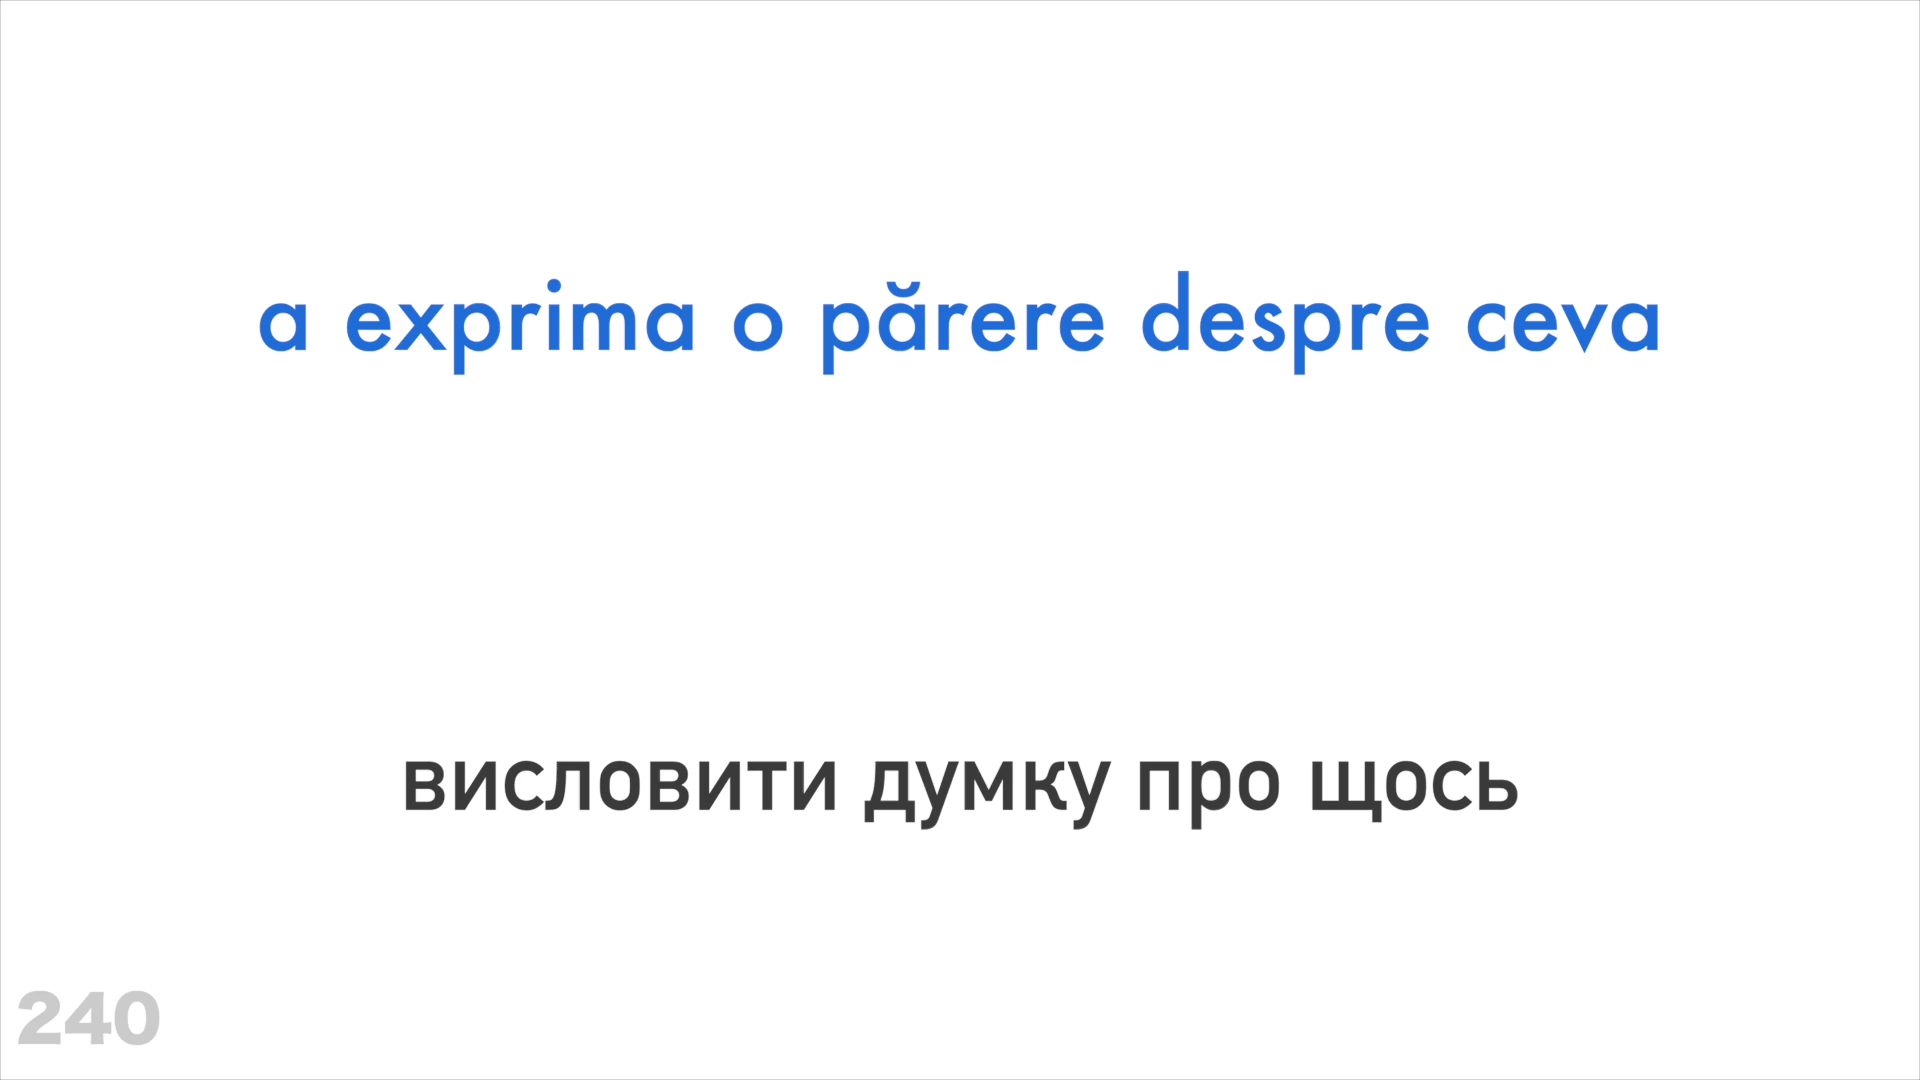 a exprima o părere despre ceva
висловити думку про щось
240